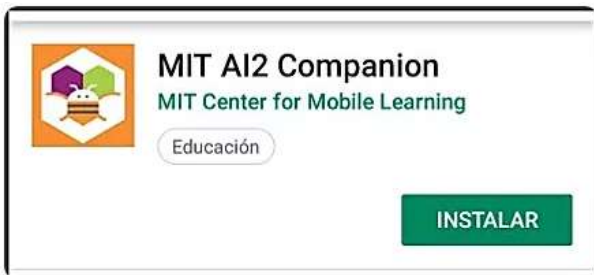 MIT AI2 Companion
MIT Center for Mobile Learning
Educación
INSTALAR